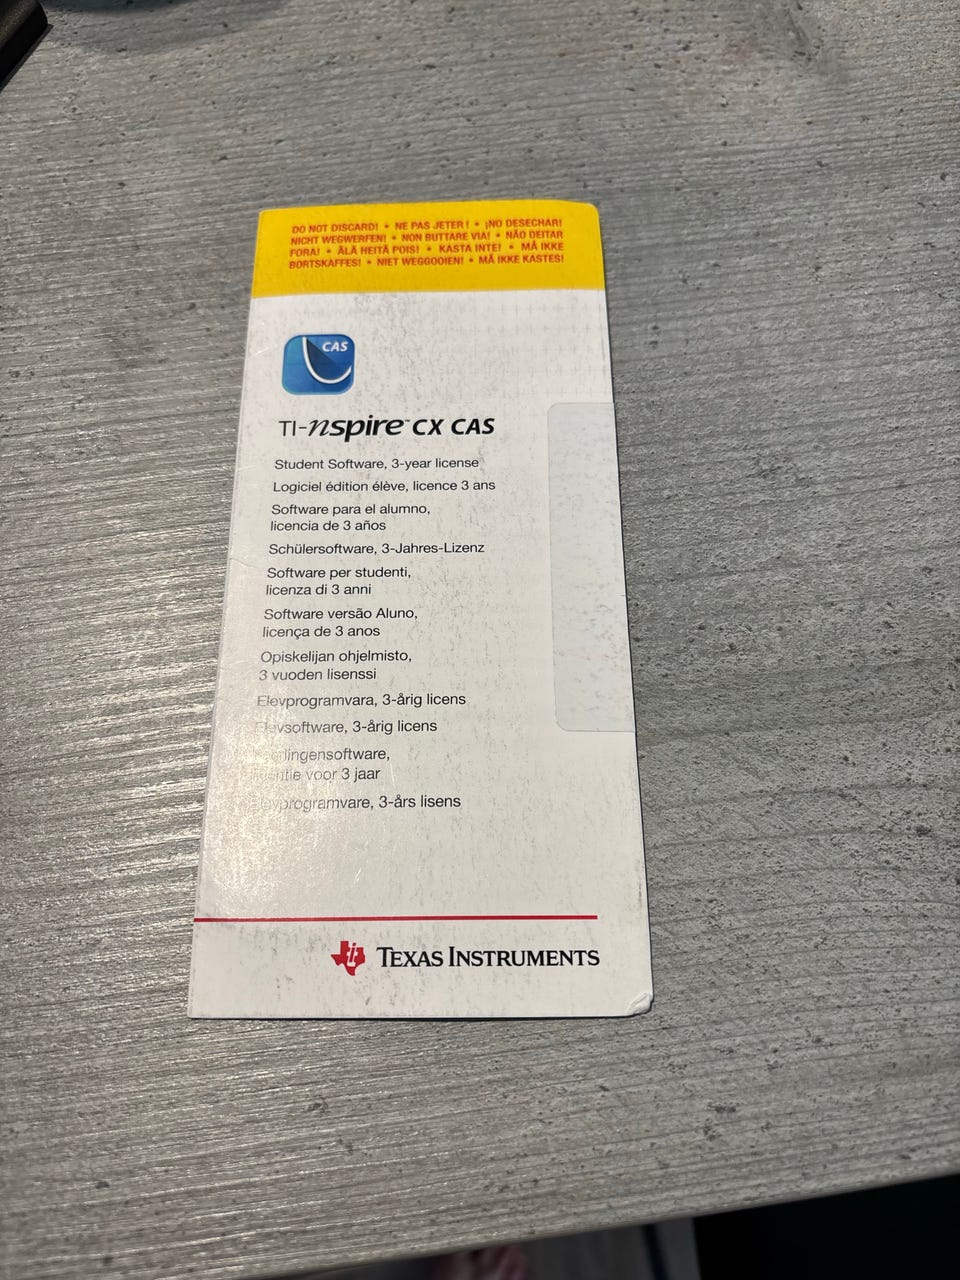 DO NOT DISCARD! • NE PAS JETER ! • ¡NO DESECHAR!
NICHT WEGWERFEN! • NON BUTTARE VIA! • NÃO DEITAR
FORA! • ÄLÄ HEITÄ POIS! • KASTA INTE! • MÅ IKKE
BORTSKAFFES! • NIET WEGGOOIEN! • MÅ IKKE KASTES!
CAS
TI-nspire™ CX CAS
Student Software, 3-year license
Logiciel édition élève, licence 3 ans
Software para el alumno,
licencia de 3 años
Schülersoftware, 3-Jahres-Lizenz
Software per studenti,
licenza di 3 anni
Software versão Aluno,
licença de 3 anos
Opiskelijan ohjelmisto,
3 vuoden lisenssi
Elevprogramvara, 3-årig licens
Elevsoftware, 3-årig licens
Leerlingensoftware,
licentie voor 3 jaar
Elevprogramvare, 3-års lisens
ti
TEXAS INSTRUMENTS